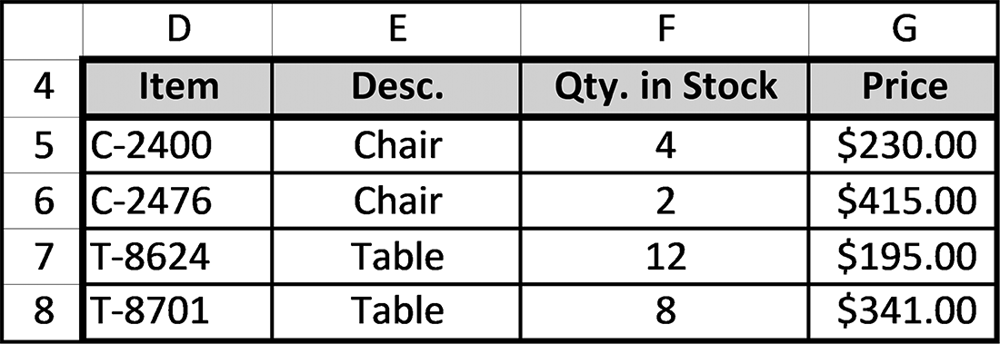 D E F G
4 Item Desc. Qty. in Stock Price
5 C-2400 Chair 4 $230.00
6 C-2476 Chair 2 $415.00
7 T-8624 Table 12 $195.00
8 T-8701 Table 8 $341.00